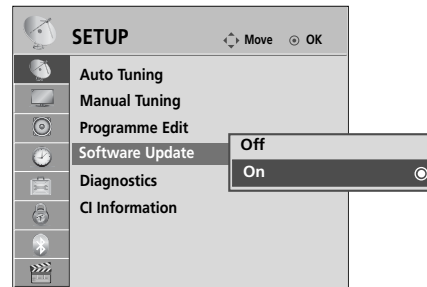 SETUP Move OK
Auto Tuning
Manual Tuning
Programme Edit
Software Update
Off
On
Diagnostics
CI Information